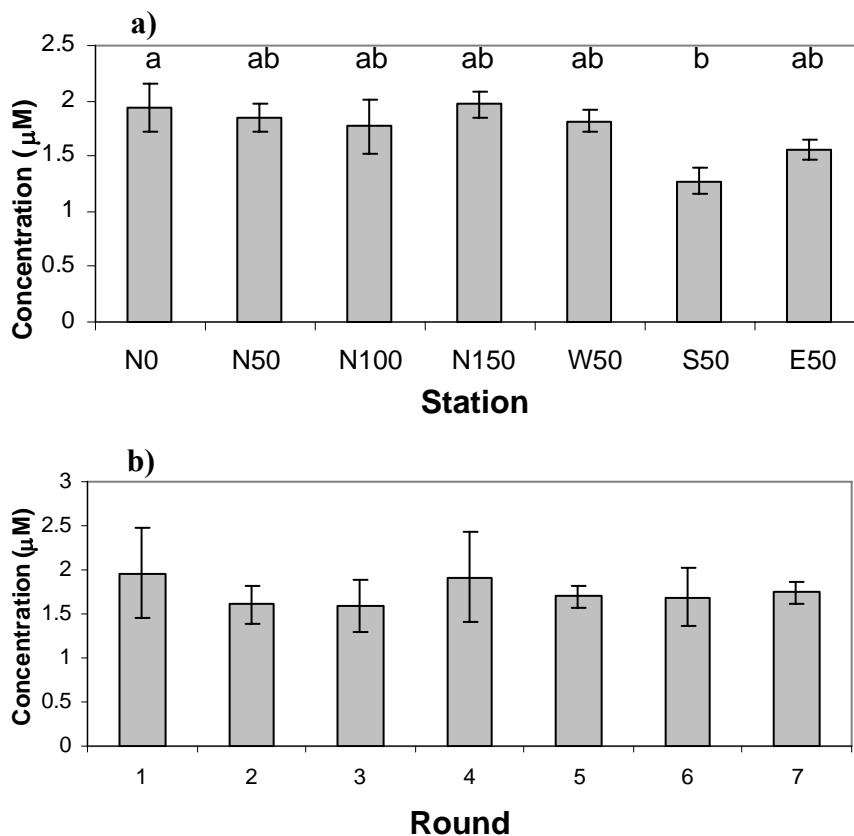 a)
a ab ab ab ab b ab
2.5
2
1.5
1
0.5
0
Concentration (μM)
N0 N50 N100 N150 W50 S50 E50
Station
b)
3
2.5
2
1.5
1
0.5
0
Concentration (μM)
1 2 3 4 5 6 7
Round